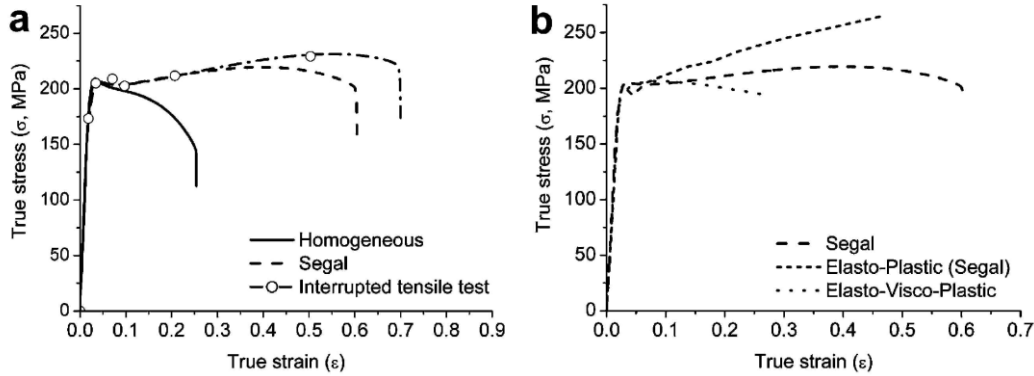 a
True stress (σ, MPa)
250
200
150
100
50
0
0.0 0.1 0.2 0.3 0.4 0.5 0.6 0.7 0.8 0.9
True strain (ε)
Homogeneous
Segal
Interrupted tensile test
b
True stress (σ, MPa)
250
200
150
100
50
0
0.0 0.1 0.2 0.3 0.4 0.5 0.6 0.7
True strain (ε)
Segal
Elasto-Plastic (Segal)
Elasto-Visco-Plastic